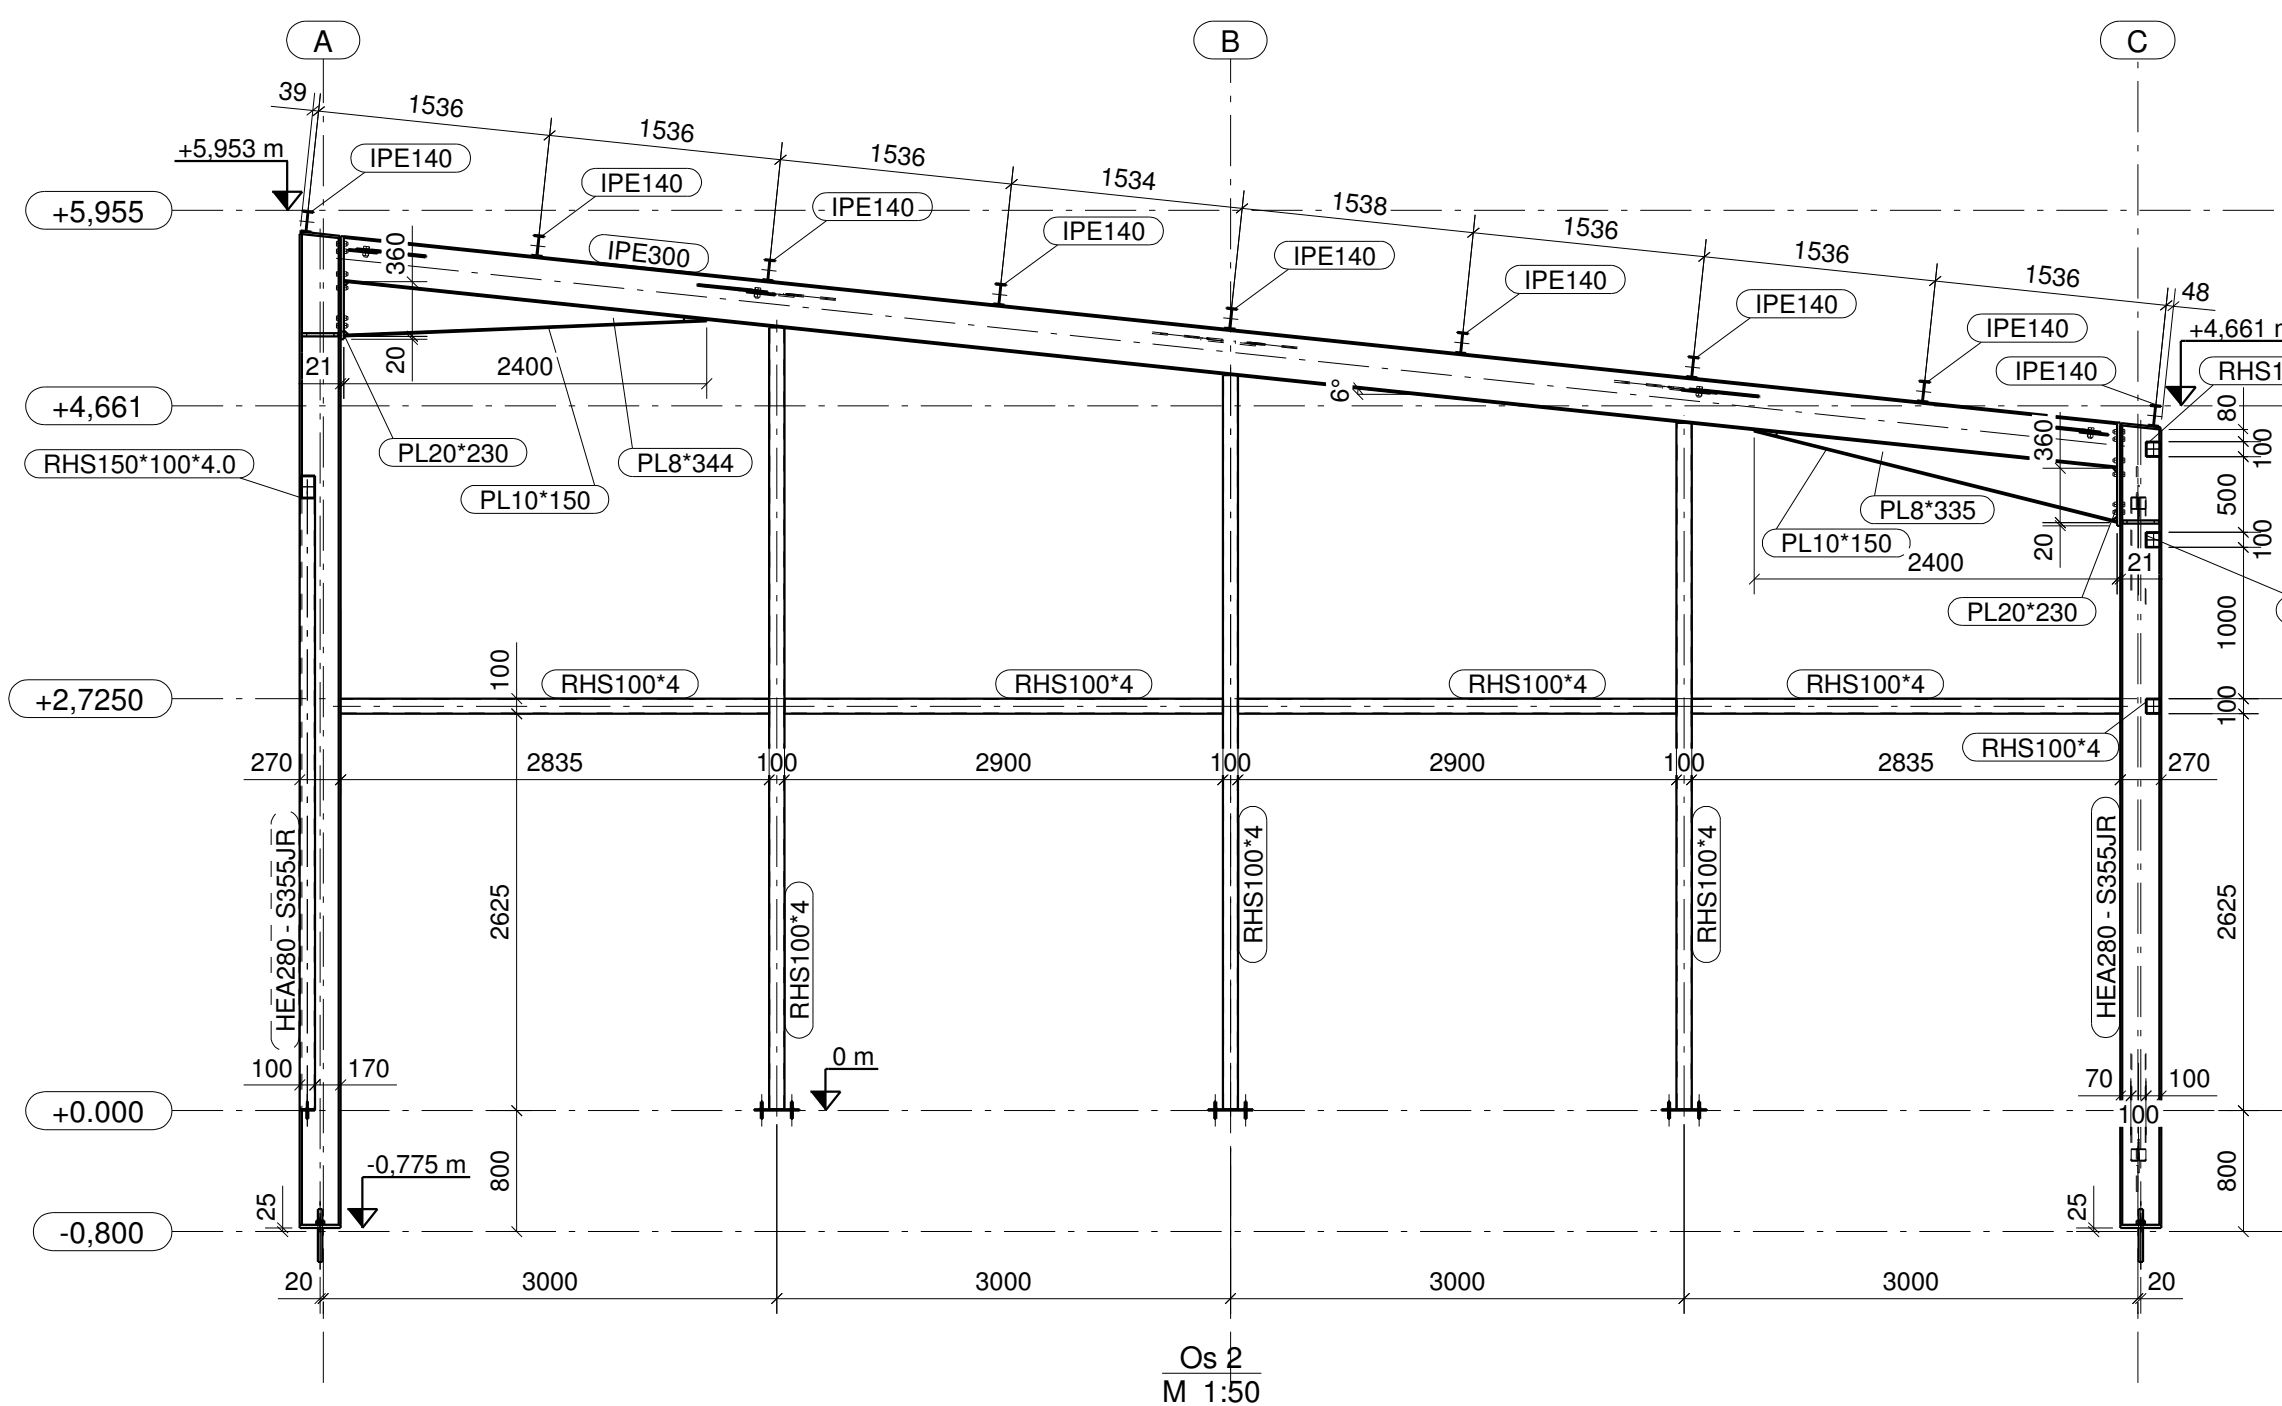 A
B
C
39
1536
1536
1536
1534
1538
1536
1536
1536
48
+5,953 m
IPE140
IPE140
IPE140
IPE140
IPE140
IPE140
IPE140
IPE140
IPE140
+5,955
IPE300
360
20
21
2400
+4,661 m
RHS1
80
100
500
100
1000
100
2625
800
+4,661
6°
360
20
21
2400
RHS150*100*4.0
PL20*230
PL8*344
PL10*150
PL8*335
PL10*150
PL20*230
+2,7250
100
RHS100*4
RHS100*4
RHS100*4
RHS100*4
RHS100*4
270
2835
100
2900
100
2900
100
2835
270
HEA280 - S355JR
2625
RHS100*4
RHS100*4
RHS100*4
HEA280 - S355JR
100
170
0 m
70
100
100
+0.000
-0,775 m
800
25
25
-0,800
20
3000
3000
3000
3000
20
Os 2
M 1:50